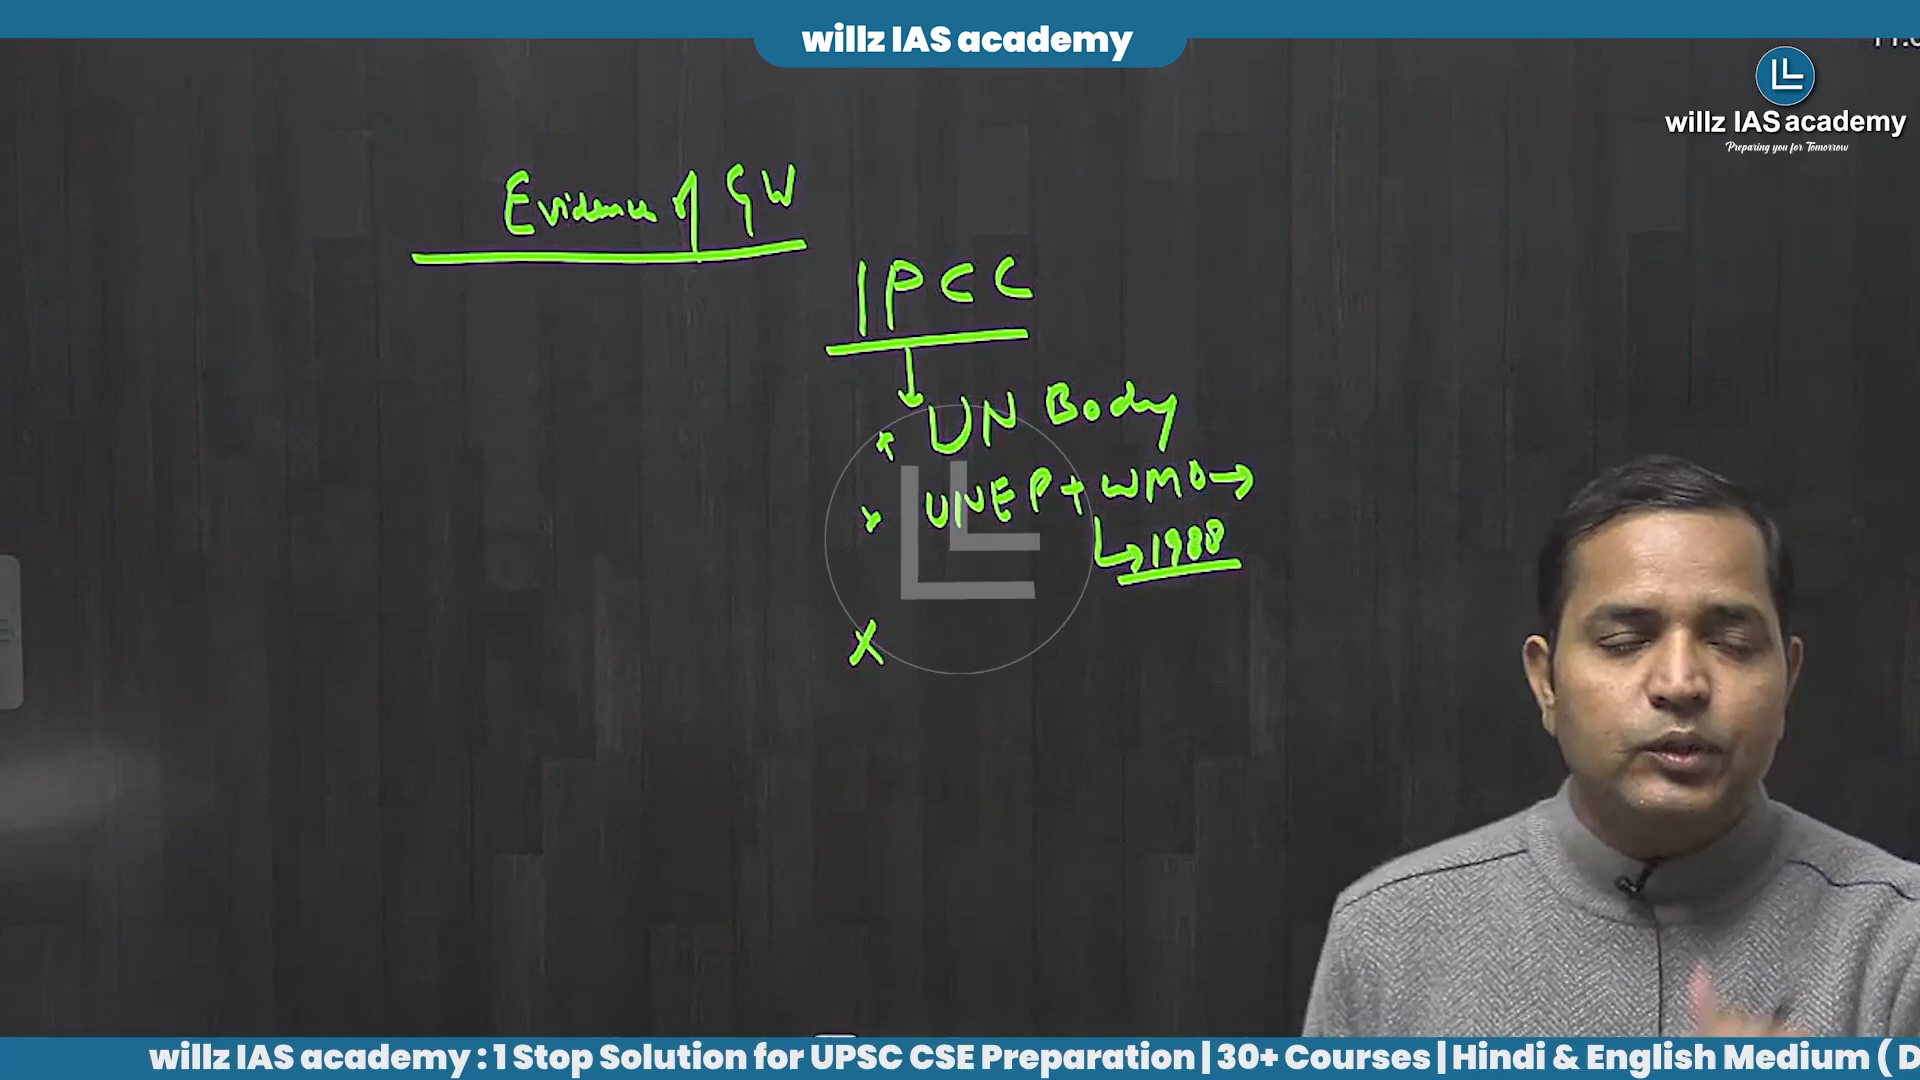 willz IAS academy
willz IAS academy
Preparing you for Tomorrow
Evidence of GW
IPCC
UN Body
UNEP + WMO →
1988
willz IAS academy : 1 Stop Solution for UPSC CSE Preparation | 30+ Courses | Hindi & English Medium ( D